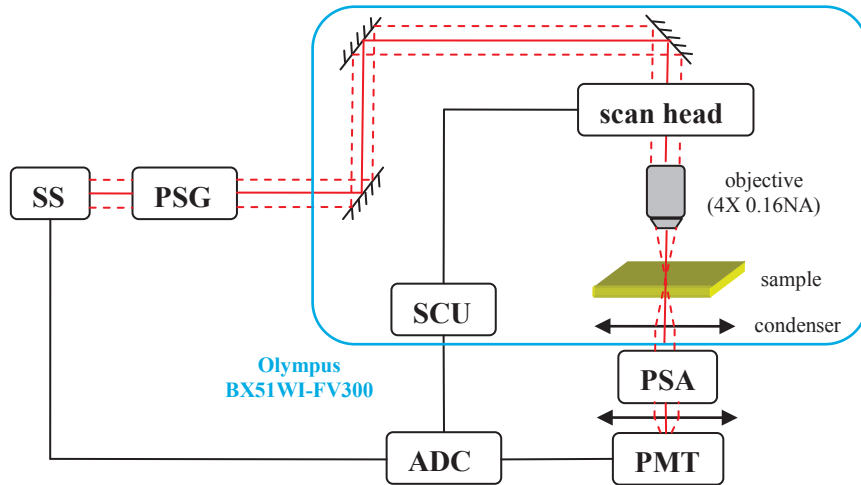 scan head
SS
PSG
objective
(4X 0.16NA)
sample
SCU
condenser
Olympus
BX51WI-FV300
PSA
ADC
PMT